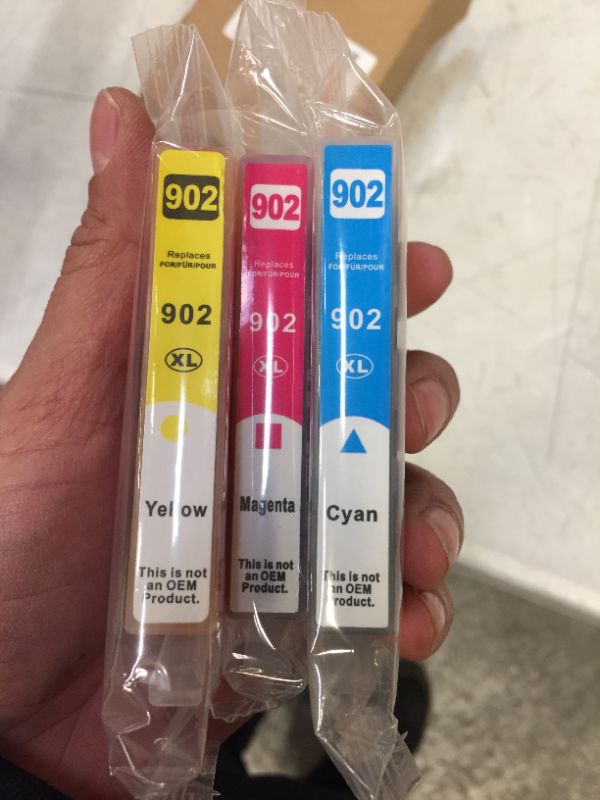 902
Replaces
FOR/FÜR/POUR
902
XL
Yellow
This is not
an OEM
Product.
902
Replaces
FOR/FÜR/POUR
902
XL
Magenta
This is not
an OEM
Product.
902
Replaces
FOR/FÜR/POUR
902
XL
Cyan
This is not
an OEM
Product.